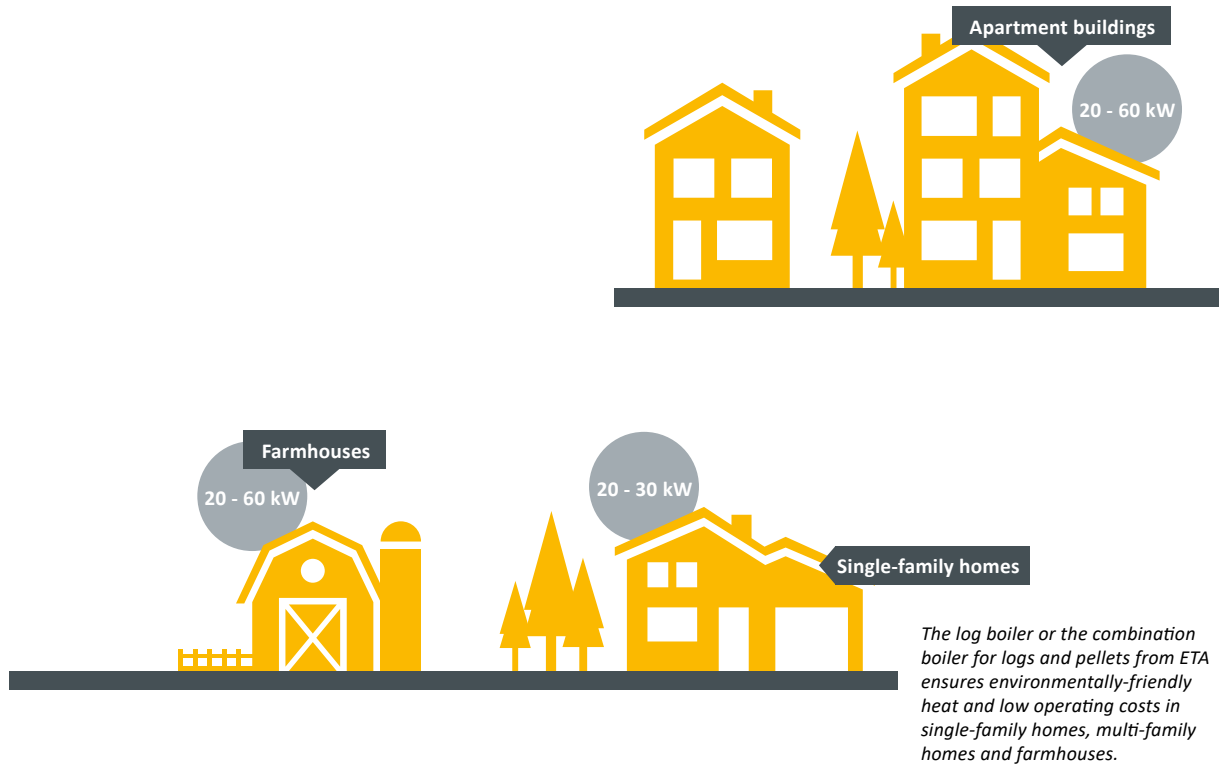 Apartment buildings
20 - 60 kW
Farmhouses
20 - 60 kW
20 - 30 kW
Single-family homes
The log boiler or the combination
boiler for logs and pellets from ETA
ensures environmentally-friendly
heat and low operating costs in
single-family homes, multi-family
homes and farmhouses.